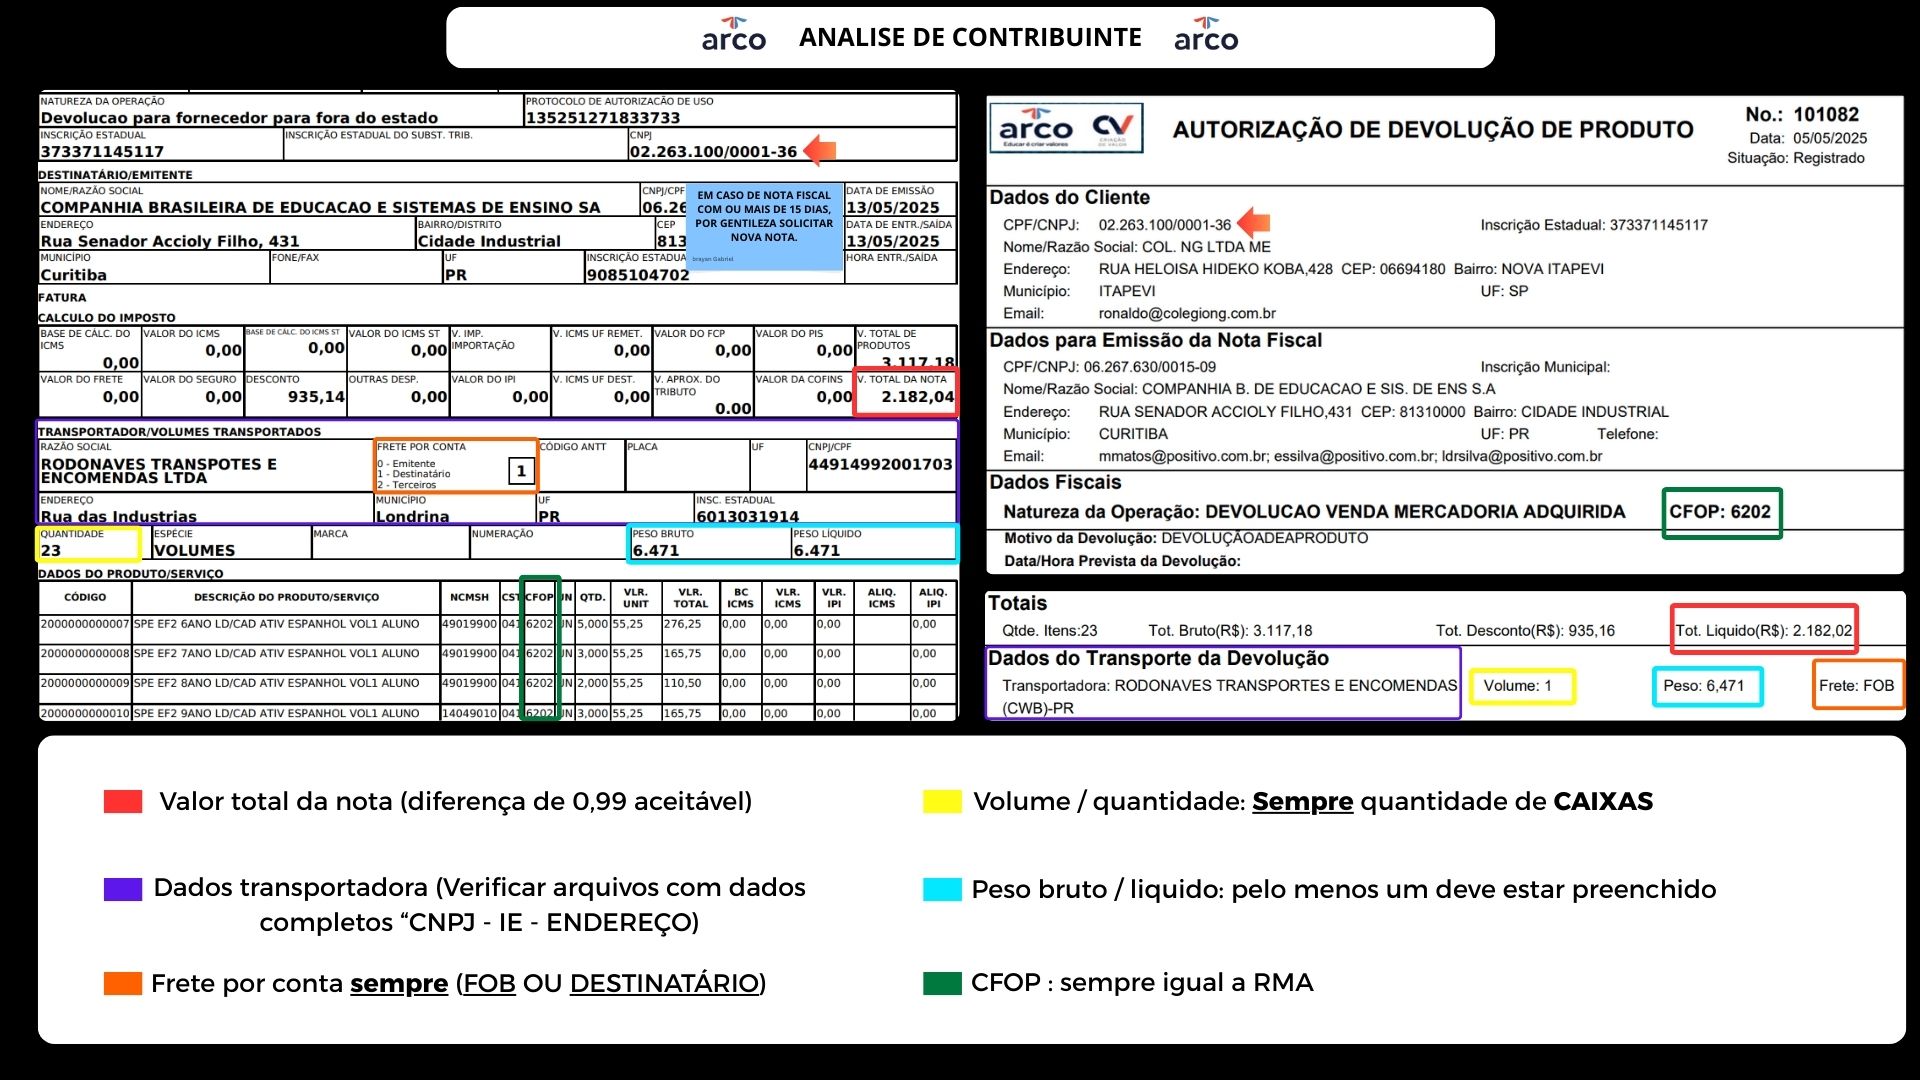 arco ANALISE DE CONTRIBUINTE arco
NATUREZA DA OPERAÇÃO PROTOCOLO DE AUTORIZACÃO DE USO
Devolucao para fornecedor para fora do estado 135251271833733
INSCRIÇÃO ESTADUAL INSCRIÇÃO ESTADUAL DO SUBST. TRIB. CNPJ
373371145117 02.263.100/0001-36
DESTINATÁRIO/EMITENTE
NOME/RAZÃO SOCIAL CNPJ/CPF DATA DE EMISSÃO
COMPANHIA BRASILEIRA DE EDUCACAO E SISTEMAS DE ENSINO SA 06.26 13/05/2025
EM CASO DE NOTA FISCAL
COM OU MAIS DE 15 DIAS,
POR GENTILEZA SOLICITAR
NOVA NOTA.
brayan Gabriel
ENDEREÇO BAIRRO/DISTRITO CEP DATA DE ENTR./SAÍDA
Rua Senador Accioly Filho, 431 Cidade Industrial 813 13/05/2025
MUNICÍPIO FONE/FAX UF INSCRIÇÃO ESTADUA HORA ENTR./SAÍDA
Curitiba PR 9085104702
FATURA
CALCULO DO IMPOSTO
BASE DE CÁLC. DO ICMS VALOR DO ICMS BASE DE CÁLC. DO ICMS ST VALOR DO ICMS ST V. IMP. IMPORTAÇÃO V. ICMS UF REMET. VALOR DO FCP VALOR DO PIS V. TOTAL DE PRODUTOS
0,00 0,00 0,00 0,00 0,00 0,00 0,00 3.117,18
VALOR DO FRETE VALOR DO SEGURO DESCONTO OUTRAS DESP. VALOR DO IPI V. ICMS UF DEST. V. APROX. DO TRIBUTO VALOR DA COFINS V. TOTAL DA NOTA
0,00 0,00 935,14 0,00 0,00 0,00 0.00 0,00 2.182,04
TRANSPORTADOR/VOLUMES TRANSPORTADOS
RAZÃO SOCIAL FRETE POR CONTA CÓDIGO ANTT PLACA UF CNPJ/CPF
RODONAVES TRANSPOTES E 0 - Emitente 44914992001703
ENCOMENDAS LTDA 1 - Destinatário 1
2 - Terceiros
ENDEREÇO MUNICÍPIO UF INSC. ESTADUAL
Rua das Industrias Londrina PR 6013031914
QUANTIDADE ESPÉCIE MARCA NUMERAÇÃO PESO BRUTO PESO LÍQUIDO
23 VOLUMES 6.471 6.471
DADOS DO PRODUTO/SERVIÇO
CÓDIGO DESCRIÇÃO DO PRODUTO/SERVIÇO NCMSH CST CFOP UN QTD. VLR. UNIT VLR. TOTAL BC ICMS VLR. ICMS VLR. IPI ALIQ. ICMS ALIQ. IPI
2000000000007 SPE EF2 6ANO LD/CAD ATIV ESPANHOL VOL1 ALUNO 49019900 041 6202 UN 5,000 55,25 276,25 0,00 0,00 0,00 0,00
2000000000008 SPE EF2 7ANO LD/CAD ATIV ESPANHOL VOL1 ALUNO 49019900 041 6202 UN 3,000 55,25 165,75 0,00 0,00 0,00 0,00
2000000000009 SPE EF2 8ANO LD/CAD ATIV ESPANHOL VOL1 ALUNO 49019900 041 6202 UN 2,000 55,25 110,50 0,00 0,00 0,00 0,00
2000000000010 SPE EF2 9ANO LD/CAD ATIV ESPANHOL VOL1 ALUNO 14049010 041 6202 UN 3,000 55,25 165,75 0,00 0,00 0,00 0,00
arco CV
Educar é criar valores CRIAÇÃO DE VALOR
AUTORIZAÇÃO DE DEVOLUÇÃO DE PRODUTO
No.: 101082
Data: 05/05/2025
Situação: Registrado
Dados do Cliente
CPF/CNPJ: 02.263.100/0001-36 Inscrição Estadual: 373371145117
Nome/Razão Social: COL. NG LTDA ME
Endereço: RUA HELOISA HIDEKO KOBA,428 CEP: 06694180 Bairro: NOVA ITAPEVI
Município: ITAPEVI UF: SP
Email: ronaldo@colegiong.com.br
Dados para Emissão da Nota Fiscal
CPF/CNPJ: 06.267.630/0015-09 Inscrição Municipal:
Nome/Razão Social: COMPANHIA B. DE EDUCACAO E SIS. DE ENS S.A
Endereço: RUA SENADOR ACCIOLY FILHO,431 CEP: 81310000 Bairro: CIDADE INDUSTRIAL
Município: CURITIBA UF: PR Telefone:
Email: mmatos@positivo.com.br; essilva@positivo.com.br; ldrsilva@positivo.com.br
Dados Fiscais
Natureza da Operação: DEVOLUCAO VENDA MERCADORIA ADQUIRIDA CFOP: 6202
Motivo da Devolução: DEVOLUÇÃOADEAPRODUTO
Data/Hora Prevista da Devolução:
Totais
Qtde. Itens:23 Tot. Bruto(R$): 3.117,18 Tot. Desconto(R$): 935,16 Tot. Liquido(R$): 2.182,02
Dados do Transporte da Devolução
Transportadora: RODONAVES TRANSPORTES E ENCOMENDAS Volume: 1 Peso: 6,471 Frete: FOB
(CWB)-PR
Valor total da nota (diferença de 0,99 aceitável)
Volume / quantidade: Sempre quantidade de CAIXAS
Dados transportadora (Verificar arquivos com dados
completos “CNPJ - IE - ENDEREÇO)
Peso bruto / liquido: pelo menos um deve estar preenchido
Frete por conta sempre (FOB OU DESTINATÁRIO)
CFOP : sempre igual a RMA